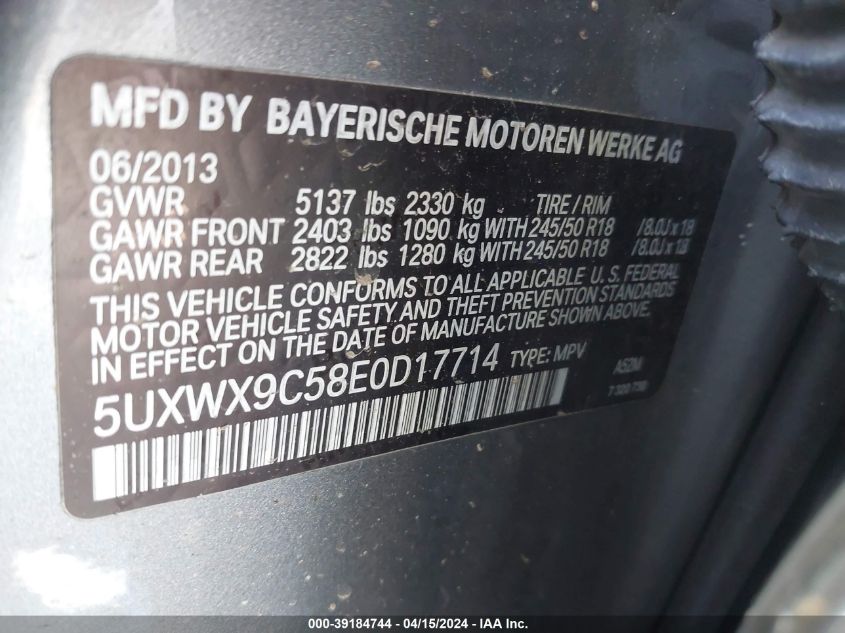 MFD BY BAYERISCHE MOTOREN WERKE AG
06/2013
GVWR 5137 lbs 2330 kg TIRE / RIM
GAWR FRONT 2403 lbs 1090 kg WITH 245/50 R18 / 8.0J x 18
GAWR REAR 2822 lbs 1280 kg WITH 245/50 R18 / 8.0J x 18
THIS VEHICLE CONFORMS TO ALL APPLICABLE U.S. FEDERAL
MOTOR VEHICLE SAFETY AND THEFT PREVENTION STANDARDS
IN EFFECT ON THE DATE OF MANUFACTURE SHOWN ABOVE.
5UXWX9C58E0D17714 TYPE: MPV A52M
000-39184744 - 04/15/2024 - IAA Inc.